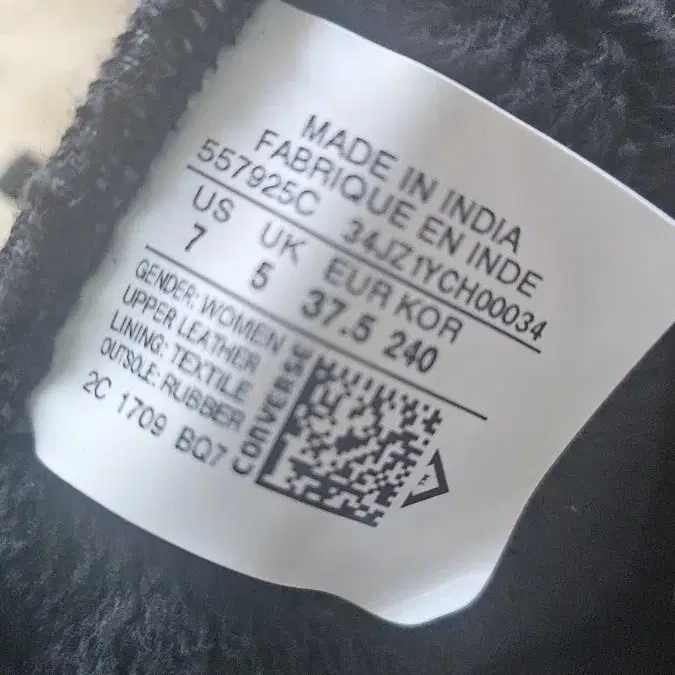 MADE IN INDIA
FABRIQUE EN INDE
557925C 34JZ1YCH00034
US UK EUR KOR
7 5 37.5 240
GENDER: WOMEN
UPPER LEATHER
LINING: TEXTILE
OUTSOLE: RUBBER
2C 1709 BQ7
CONVERSE